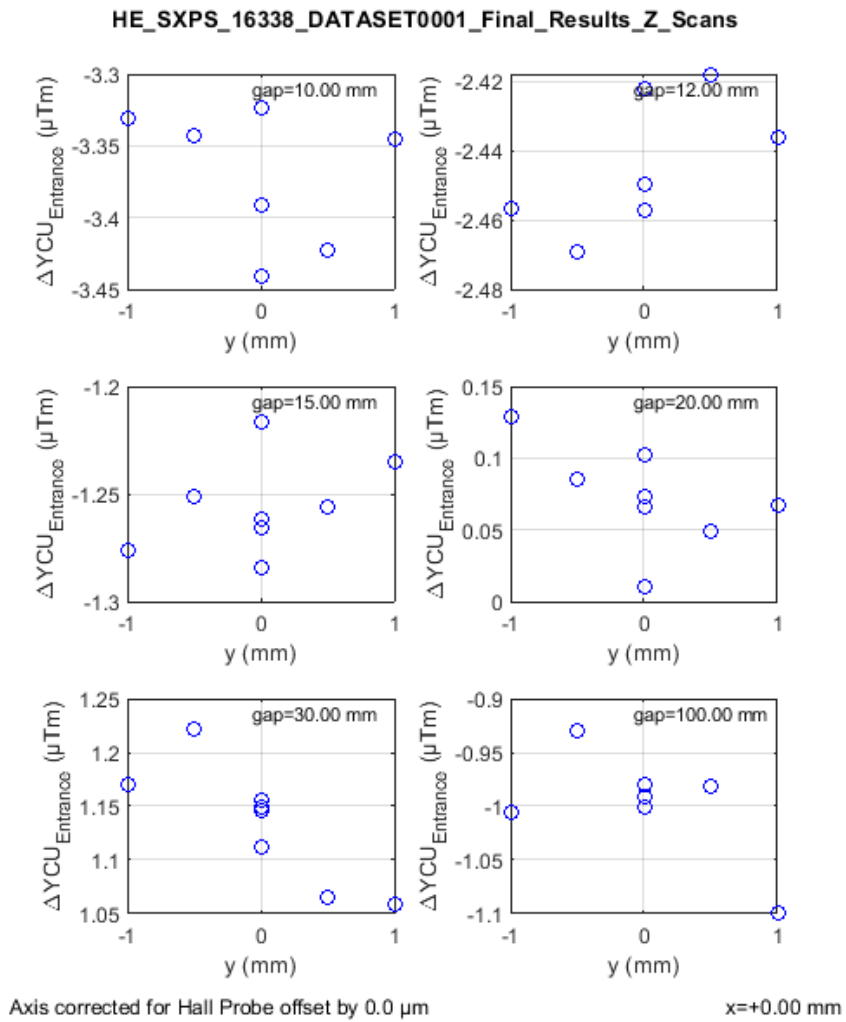 HE_SXPS_16338_DATASET0001_Final_Results_Z_Scans
gap=10.00 mm
ΔYCU_Entrance (µTm)
-3.3
-3.35
-3.4
-3.45
-1 0 1
y (mm)
gap=12.00 mm
ΔYCU_Entrance (µTm)
-2.42
-2.44
-2.46
-2.48
-1 0 1
y (mm)
gap=15.00 mm
ΔYCU_Entrance (µTm)
-1.2
-1.25
-1.3
-1 0 1
y (mm)
gap=20.00 mm
ΔYCU_Entrance (µTm)
0.15
0.1
0.05
0
-1 0 1
y (mm)
gap=30.00 mm
ΔYCU_Entrance (µTm)
1.25
1.2
1.15
1.1
1.05
-1 0 1
y (mm)
gap=100.00 mm
ΔYCU_Entrance (µTm)
-0.9
-0.95
-1
-1.05
-1.1
-1 0 1
y (mm)
Axis corrected for Hall Probe offset by 0.0 µm
x=+0.00 mm